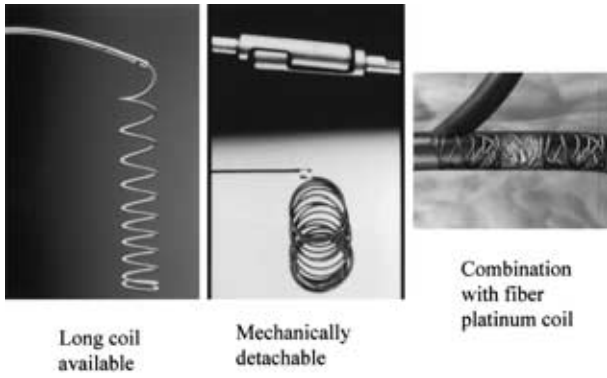 Long coil
available
Mechanically
detachable
Combination
with fiber
platinum coil